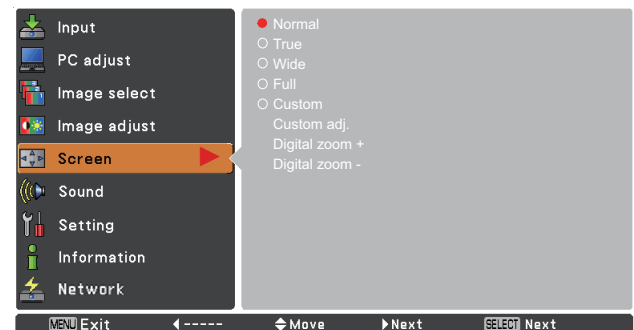 Input
PC adjust
Image select
Image adjust
Screen
Sound
Setting
Information
Network
Normal
True
Wide
Full
Custom
Custom adj.
Digital zoom +
Digital zoom -
MENU Exit ◀----- ◆Move ▶Next SELECT Next